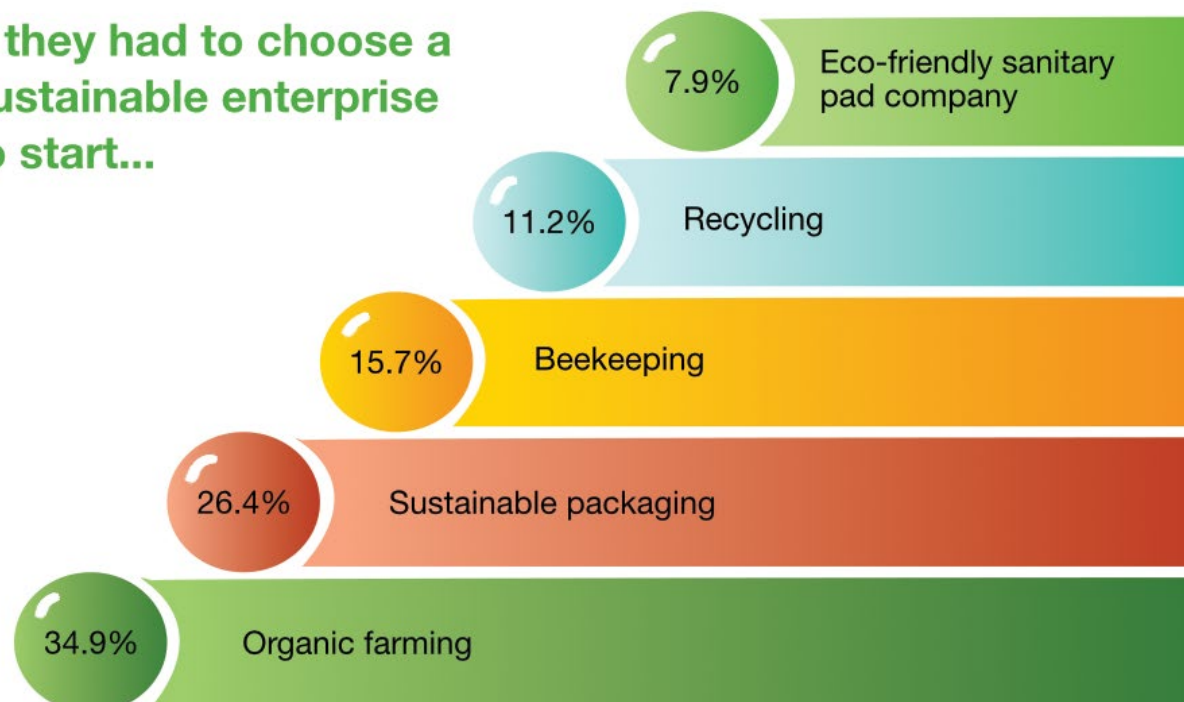 they had to choose a
ustainable enterprise
start...
7.9%
Eco-friendly sanitary
pad company
11.2%
Recycling
15.7%
Beekeeping
26.4%
Sustainable packaging
34.9%
Organic farming